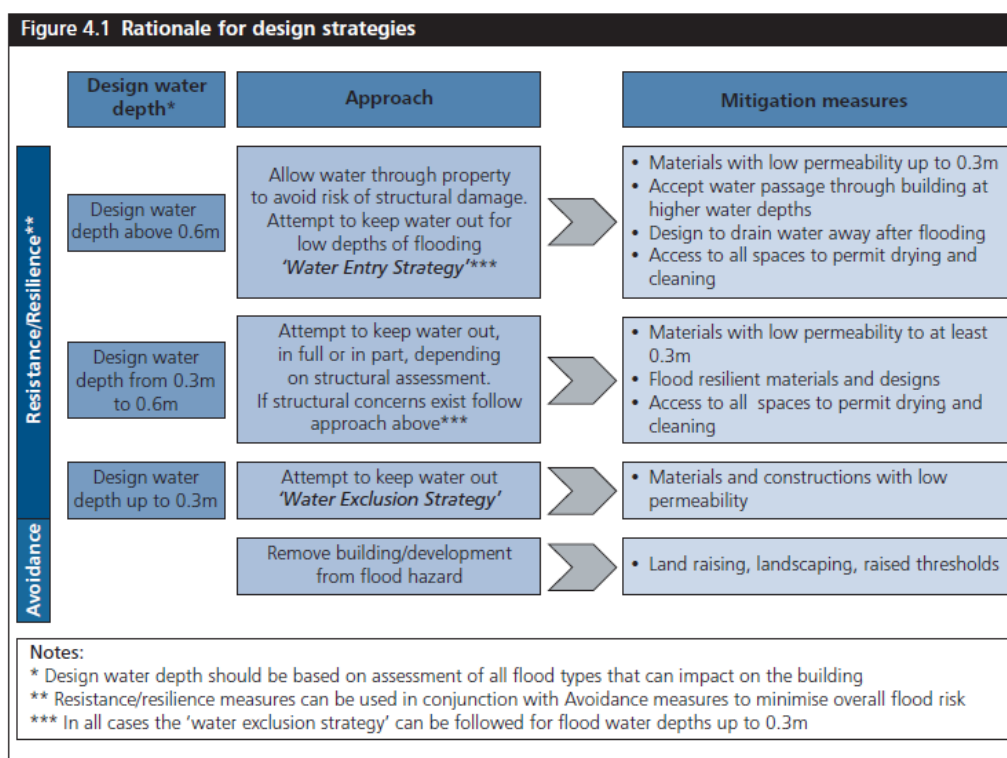 Figure 4.1 Rationale for design strategies
Design water
depth*
Approach
Mitigation measures
Resistance/Resilience**
Design water
depth above 0.6m
Allow water through property
to avoid risk of structural damage.
Attempt to keep water out for
low depths of flooding
'Water Entry Strategy'***
• Materials with low permeability up to 0.3m
• Accept water passage through building at
higher water depths
• Design to drain water away after flooding
• Access to all spaces to permit drying and
cleaning
Design water
depth from 0.3m
to 0.6m
Attempt to keep water out,
in full or in part, depending
on structural assessment.
If structural concerns exist follow
approach above***
• Materials with low permeability to at least
0.3m
• Flood resilient materials and designs
• Access to all spaces to permit drying and
cleaning
Design water
depth up to 0.3m
Attempt to keep water out
'Water Exclusion Strategy'
• Materials and constructions with low
permeability
Avoidance
Remove building/development
from flood hazard
• Land raising, landscaping, raised thresholds
Notes:
* Design water depth should be based on assessment of all flood types that can impact on the building
** Resistance/resilience measures can be used in conjunction with Avoidance measures to minimise overall flood risk
*** In all cases the 'water exclusion strategy' can be followed for flood water depths up to 0.3m